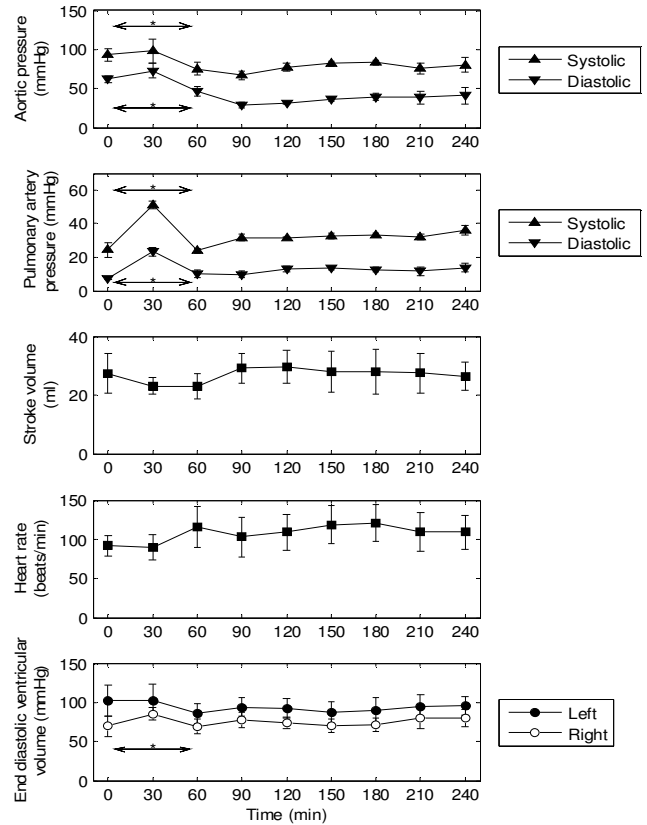 Aortic pressure
(mmHg)
150
100
50
0
*
*
0 30 60 90 120 150 180 210 240
Systolic
Diastolic
Pulmonary artery
pressure (mmHg)
60
40
20
0
*
*
0 30 60 90 120 150 180 210 240
Systolic
Diastolic
Stroke volume
(ml)
40
20
0
0 30 60 90 120 150 180 210 240
Heart rate
(beats/min)
150
100
50
0
0 30 60 90 120 150 180 210 240
End diastolic ventricular
volume (mmHg)
150
100
50
0
*
0 30 60 90 120 150 180 210 240
Time (min)
Left
Right